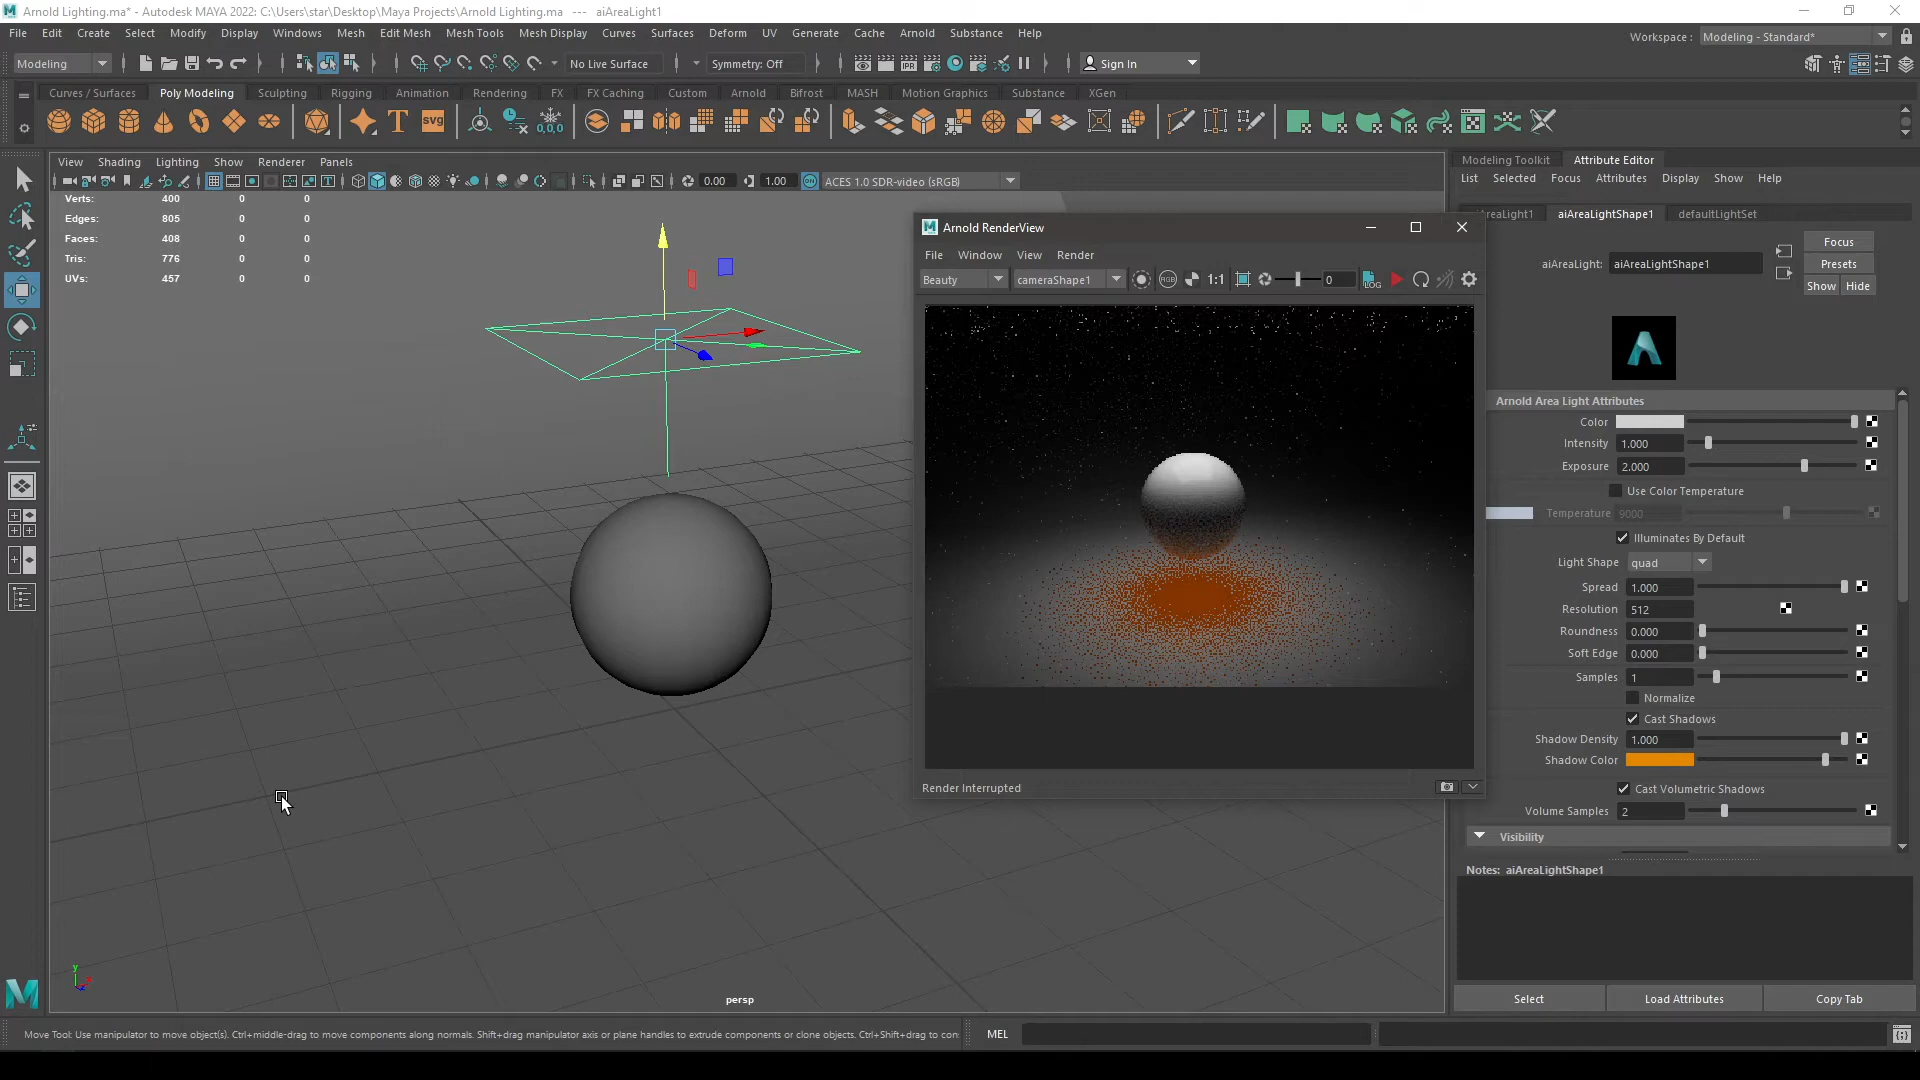 Arnold Lighting.ma* - Autodesk MAYA 2022: C:\Users\star\Desktop\Maya Projects\Arnold Lighting.ma --- aiAreaLight1
File Edit Create Select Modify Display Windows Mesh Edit Mesh Mesh Tools Mesh Display Curves Surfaces Deform UV Generate Cache Arnold Substance Help
Workspace : Modeling - Standard*
Modeling
No Live Surface
Symmetry: Off
Sign In
Curves / Surfaces Poly Modeling Sculpting Rigging Animation Rendering FX FX Caching Custom Arnold Bifrost MASH Motion Graphics Substance XGen
View Shading Lighting Show Renderer Panels
0.00 1.00 ACES 1.0 SDR-video (sRGB)
Verts: 400 0 0
Edges: 805 0 0
Faces: 408 0 0
Tris: 776 0 0
UVs: 457 0 0
persp
Arnold RenderView
File Window View Render
Beauty cameraShape1 1:1 0 LOG
Render Interrupted
Modeling Toolkit Attribute Editor
List Selected Focus Attributes Display Show Help
AreaLight1 aiAreaLightShape1 defaultLightSet
aiAreaLight: aiAreaLightShape1
Focus
Presets
Show Hide
Arnold Area Light Attributes
Color
Intensity 1.000
Exposure 2.000
Use Color Temperature
Temperature 9000
Illuminates By Default
Light Shape quad
Spread 1.000
Resolution 512
Roundness 0.000
Soft Edge 0.000
Samples 1
Normalize
Cast Shadows
Shadow Density 1.000
Shadow Color
Cast Volumetric Shadows
Volume Samples 2
Visibility
Notes: aiAreaLightShape1
Select Load Attributes Copy Tab
Move Tool: Use manipulator to move object(s). Ctrl+middle-drag to move components along normals. Shift+drag manipulator axis or plane handles to extrude components or clone objects. Ctrl+Shift+drag to con
MEL